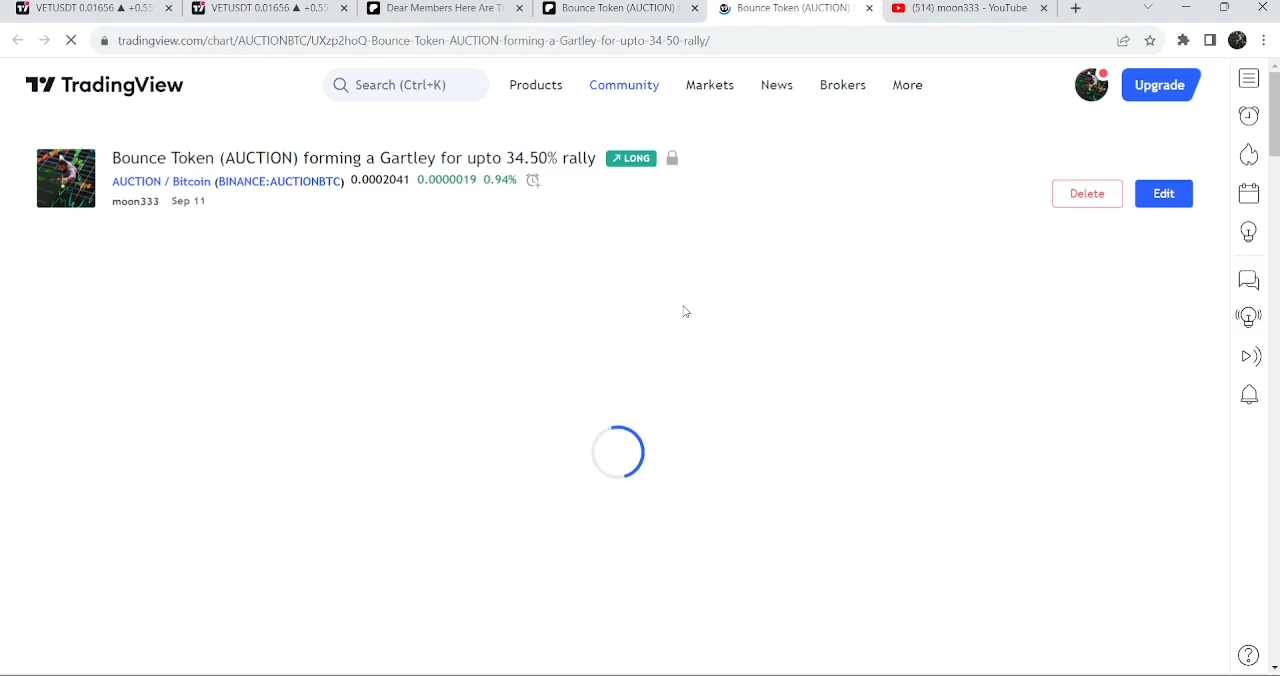 VETUSDT 0.01656 ▲ +0.55
VETUSDT 0.01656 ▲ +0.55
Dear Members Here Are Th
Bounce Token (AUCTION)
Bounce Token (AUCTION)
(514) moon333 - YouTube
tradingview.com/chart/AUCTIONBTC/UXzp2hoQ-Bounce-Token-AUCTION-forming-a-Gartley-for-upto-34-50-rally/
TradingView
Search (Ctrl+K)
Products
Community
Markets
News
Brokers
More
Upgrade
Bounce Token (AUCTION) forming a Gartley for upto 34.50% rally
LONG
AUCTION / Bitcoin (BINANCE:AUCTIONBTC) 0.0002041 0.0000019 0.94%
moon333 Sep 11
Delete
Edit